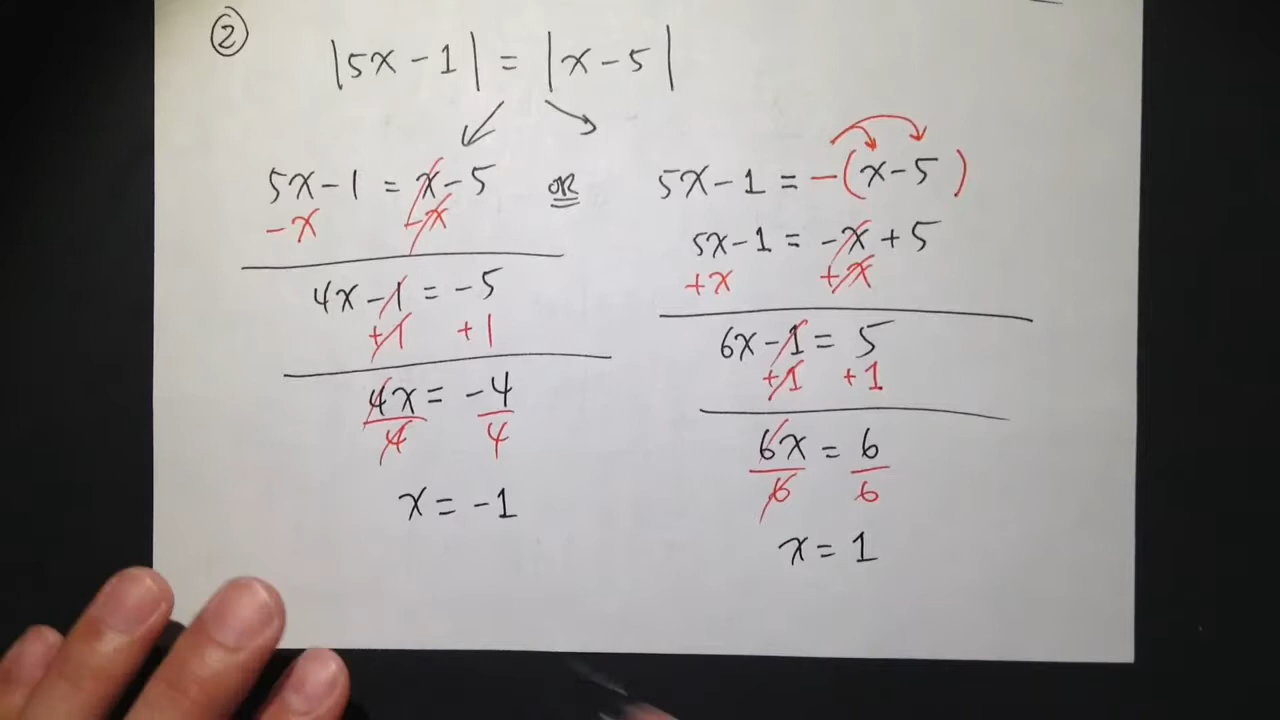 ②
|5x - 1| = |x - 5|
5x - 1 = x - 5
-x -x
4x - 1 = -5
+1 +1
4x = -4
4 4
x = -1
OR
5x - 1 = -(x - 5)
5x - 1 = -x + 5
+x +x
6x - 1 = 5
+1 +1
6x = 6
6 6
x = 1